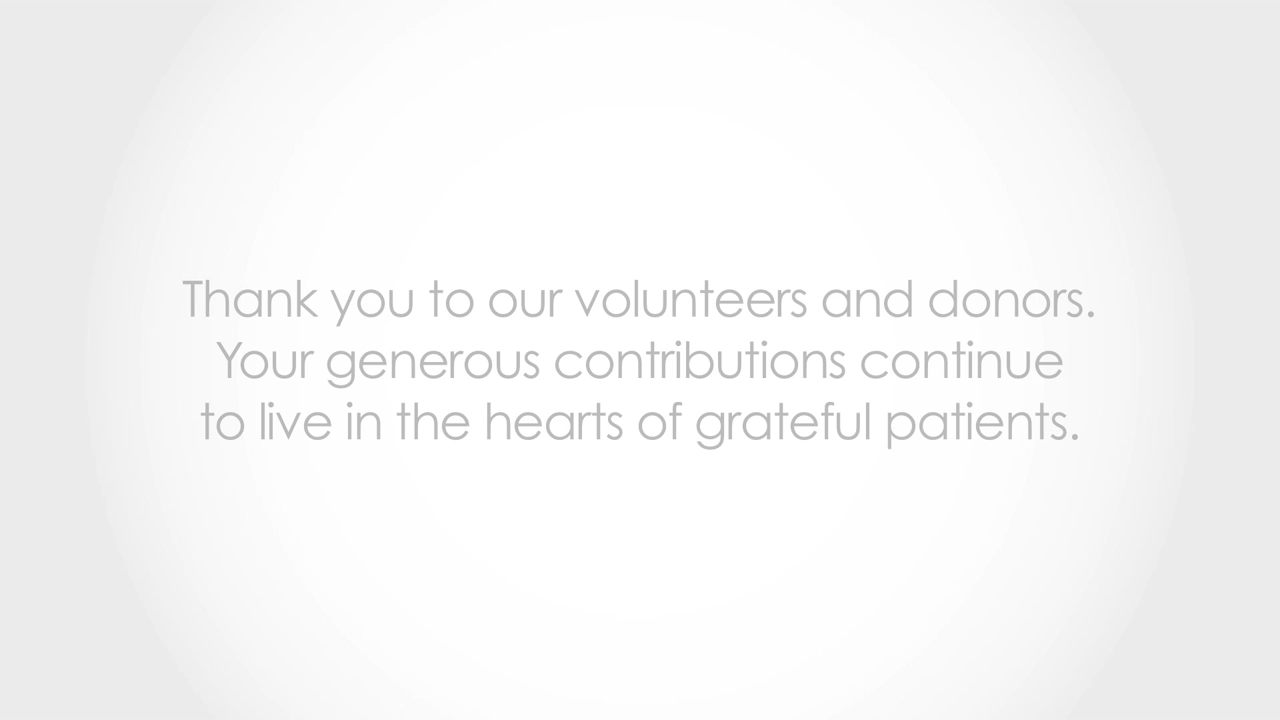 Thank you to our volunteers and donors.
Your generous contributions continue
to live in the hearts of grateful patients.